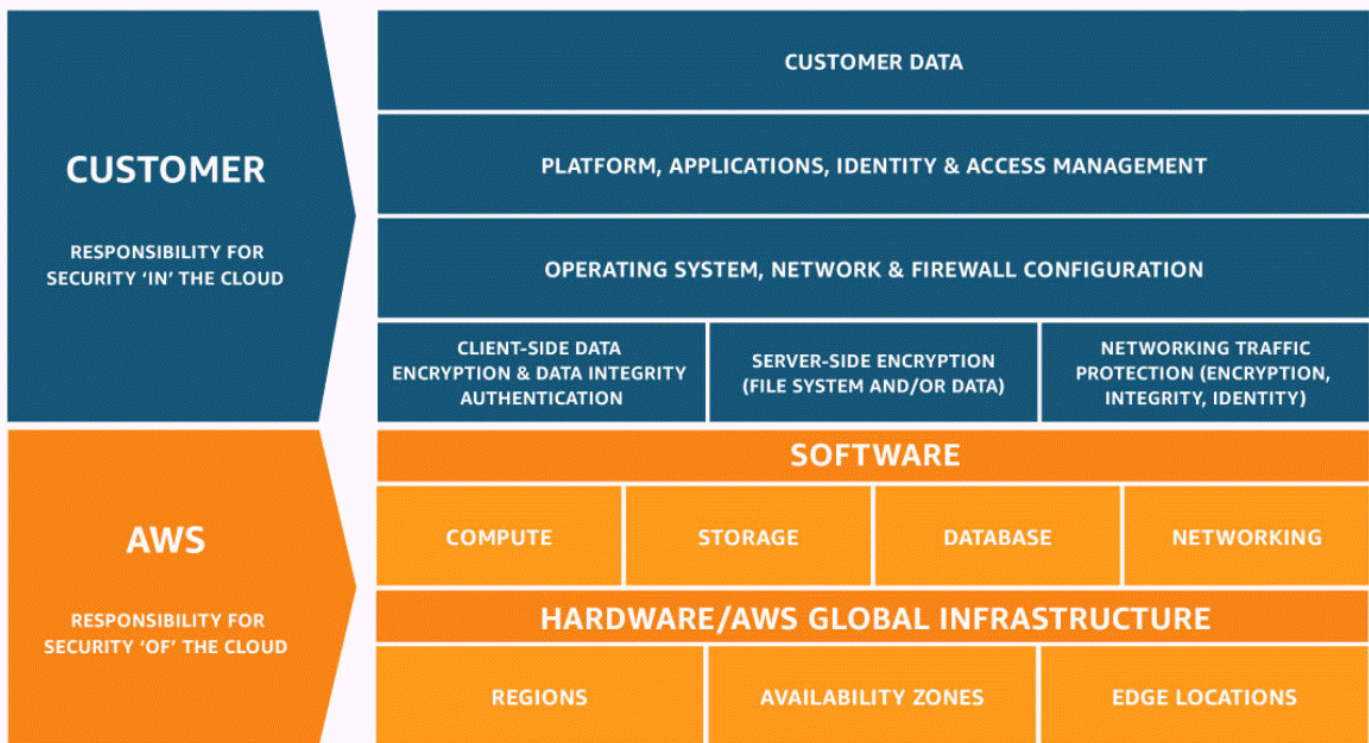 CUSTOMER
RESPONSIBILITY FOR
SECURITY ‘IN’ THE CLOUD
CUSTOMER DATA
PLATFORM, APPLICATIONS, IDENTITY & ACCESS MANAGEMENT
OPERATING SYSTEM, NETWORK & FIREWALL CONFIGURATION
CLIENT-SIDE DATA
ENCRYPTION & DATA INTEGRITY
AUTHENTICATION
SERVER-SIDE ENCRYPTION
(FILE SYSTEM AND/OR DATA)
NETWORKING TRAFFIC
PROTECTION (ENCRYPTION,
INTEGRITY, IDENTITY)
AWS
RESPONSIBILITY FOR
SECURITY ‘OF’ THE CLOUD
SOFTWARE
COMPUTE
STORAGE
DATABASE
NETWORKING
HARDWARE/AWS GLOBAL INFRASTRUCTURE
REGIONS
AVAILABILITY ZONES
EDGE LOCATIONS